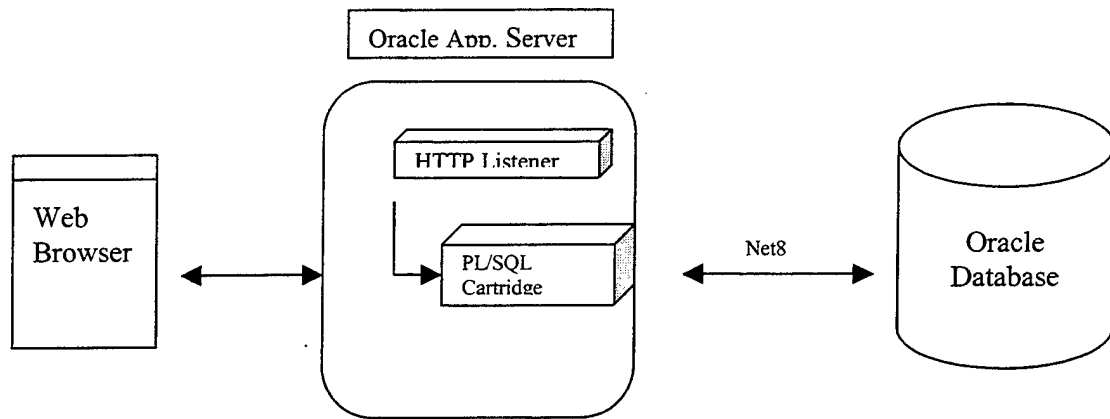 Oracle App. Server
HTTP Listener
Web
Browser
PL/SQL
Cartridge
Net8
Oracle
Database